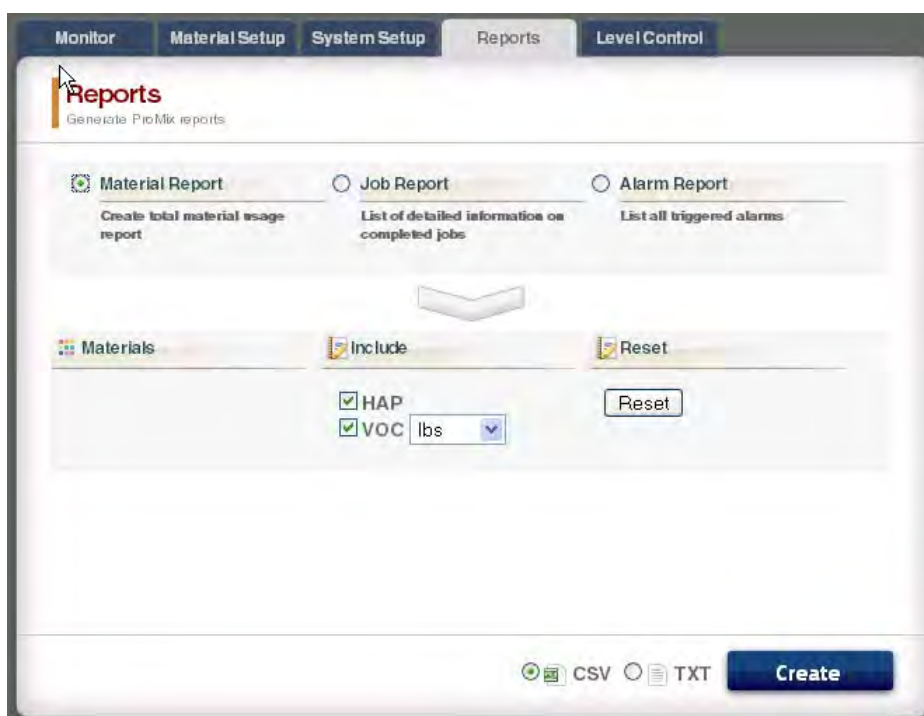 Monitor Material Setup System Setup Reports Level Control
Reports
Generate ProMix reports
Material Report Job Report Alarm Report
Create total material usage report
List of detailed information on completed jobs
List all triggered alarms
Materials Include Reset
HAP
VOC lbs
Reset
CSV TXT Create